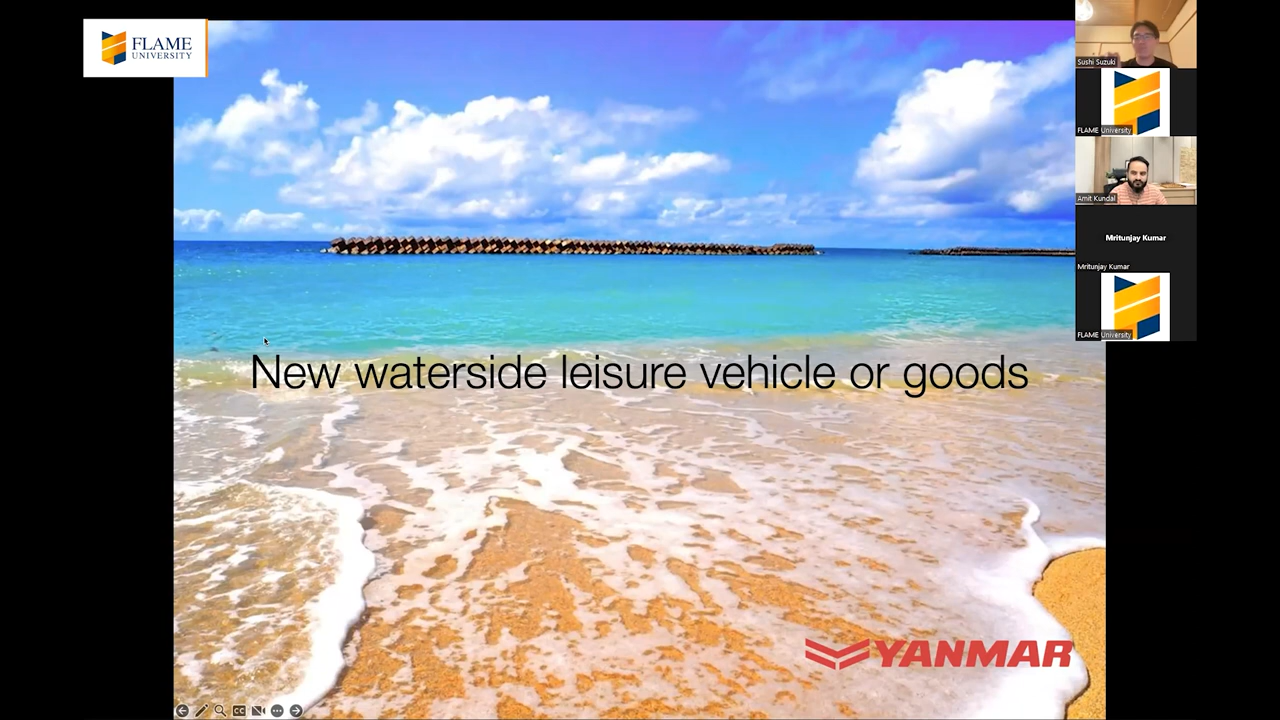 FLAME
UNIVERSITY
New waterside leisure vehicle or goods
YANMAR
Sushi Suzuki
FLAME University
Amit Kundal
Mritunjay Kumar
Mritunjay Kumar
FLAME University
CC